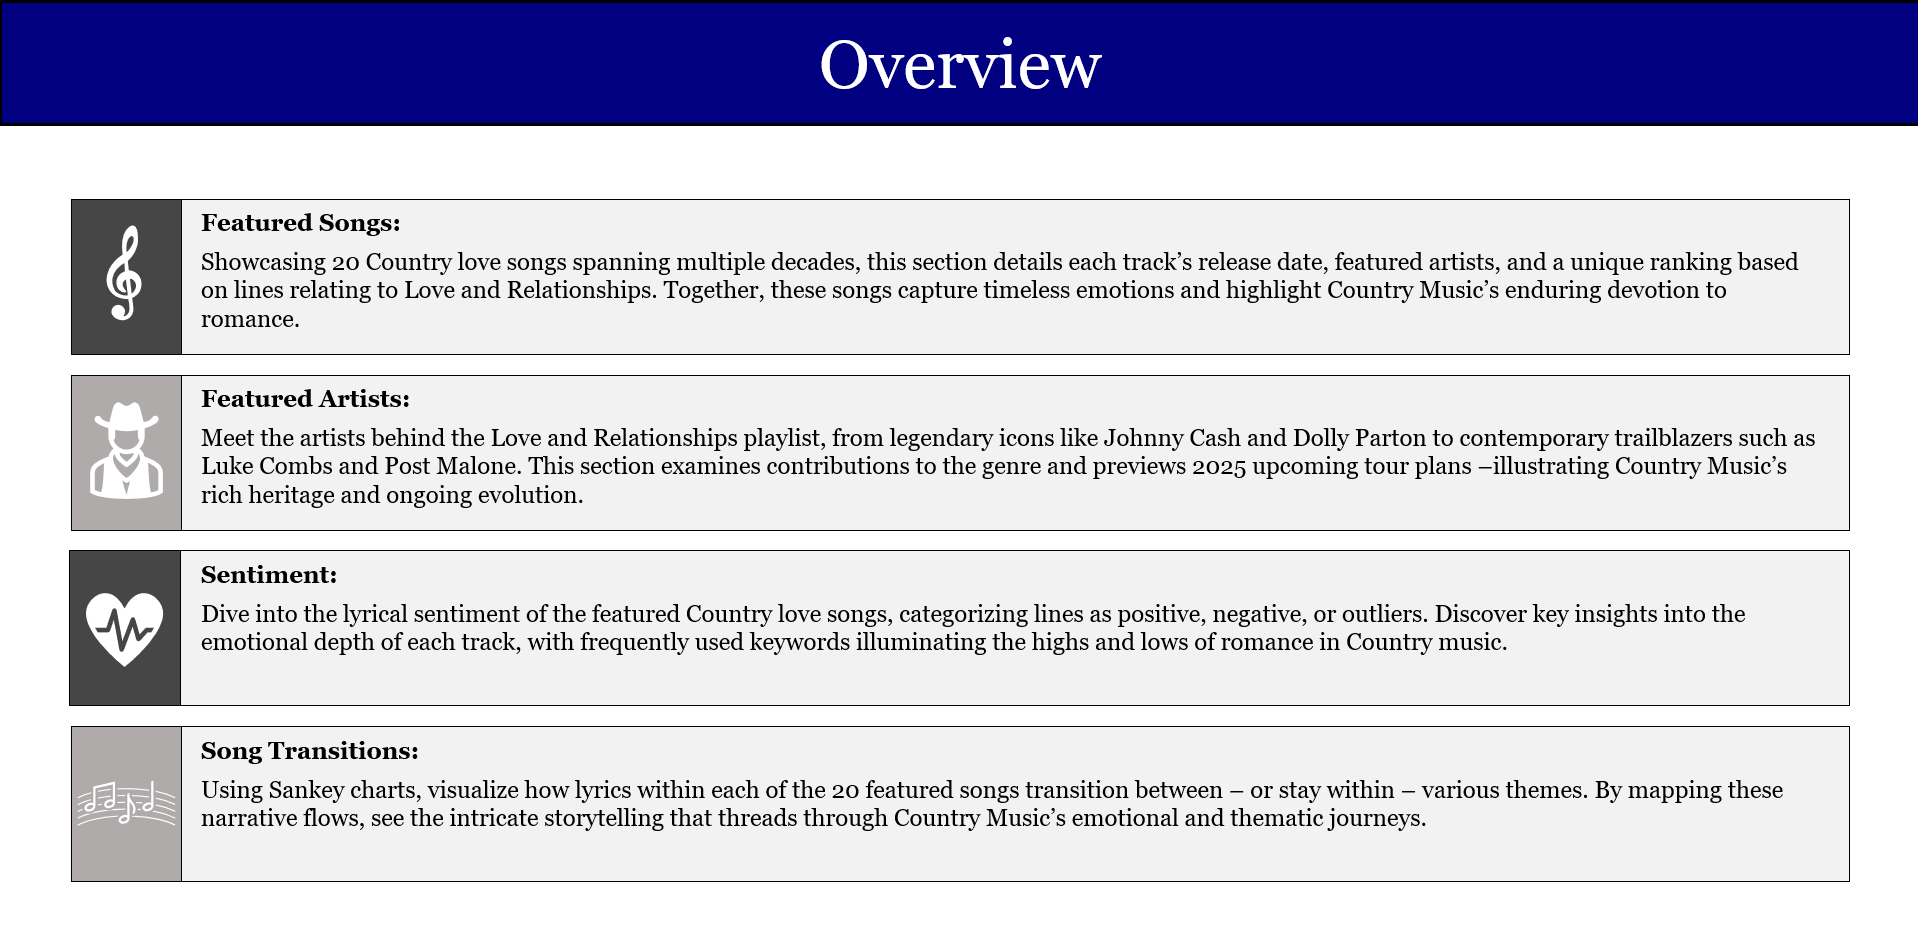 Overview
Featured Songs:
Showcasing 20 Country love songs spanning multiple decades, this section details each track’s release date, featured artists, and a unique ranking based
on lines relating to Love and Relationships. Together, these songs capture timeless emotions and highlight Country Music’s enduring devotion to
romance.
Featured Artists:
Meet the artists behind the Love and Relationships playlist, from legendary icons like Johnny Cash and Dolly Parton to contemporary trailblazers such as
Luke Combs and Post Malone. This section examines contributions to the genre and previews 2025 upcoming tour plans –illustrating Country Music’s
rich heritage and ongoing evolution.
Sentiment:
Dive into the lyrical sentiment of the featured Country love songs, categorizing lines as positive, negative, or outliers. Discover key insights into the
emotional depth of each track, with frequently used keywords illuminating the highs and lows of romance in Country music.
Song Transitions:
Using Sankey charts, visualize how lyrics within each of the 20 featured songs transition between – or stay within – various themes. By mapping these
narrative flows, see the intricate storytelling that threads through Country Music’s emotional and thematic journeys.